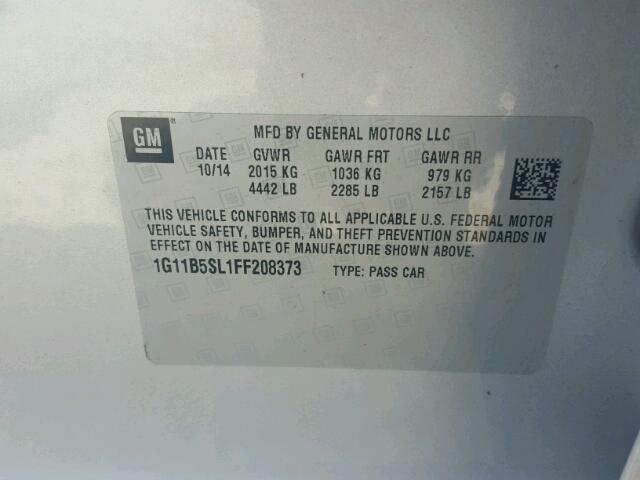 GM
MFD BY GENERAL MOTORS LLC
DATE GVWR GAWR FRT GAWR RR
10/14 2015 KG 1036 KG 979 KG
4442 LB 2285 LB 2157 LB
THIS VEHICLE CONFORMS TO ALL APPLICABLE U.S. FEDERAL MOTOR
VEHICLE SAFETY, BUMPER, AND THEFT PREVENTION STANDARDS IN
EFFECT ON THE DATE OF MANUFACTURE SHOWN ABOVE.
1G11B5SL1FF208373 TYPE: PASS CAR